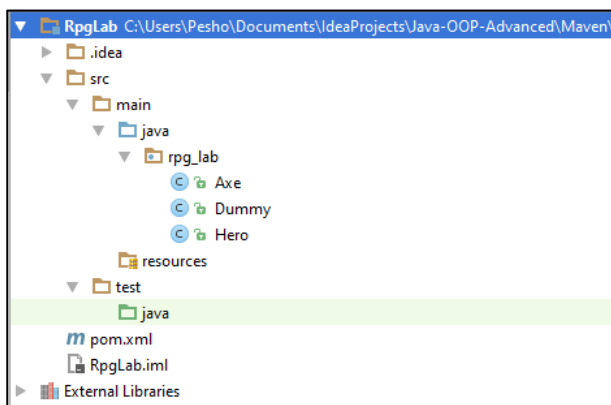 RpgLab C:\Users\Pesho\Documents\IdeaProjects\Java-OOP-Advanced\Maven\
.idea
src
main
java
rpg_lab
Axe
Dummy
Hero
resources
test
java
pom.xml
RpgLab.iml
External Libraries